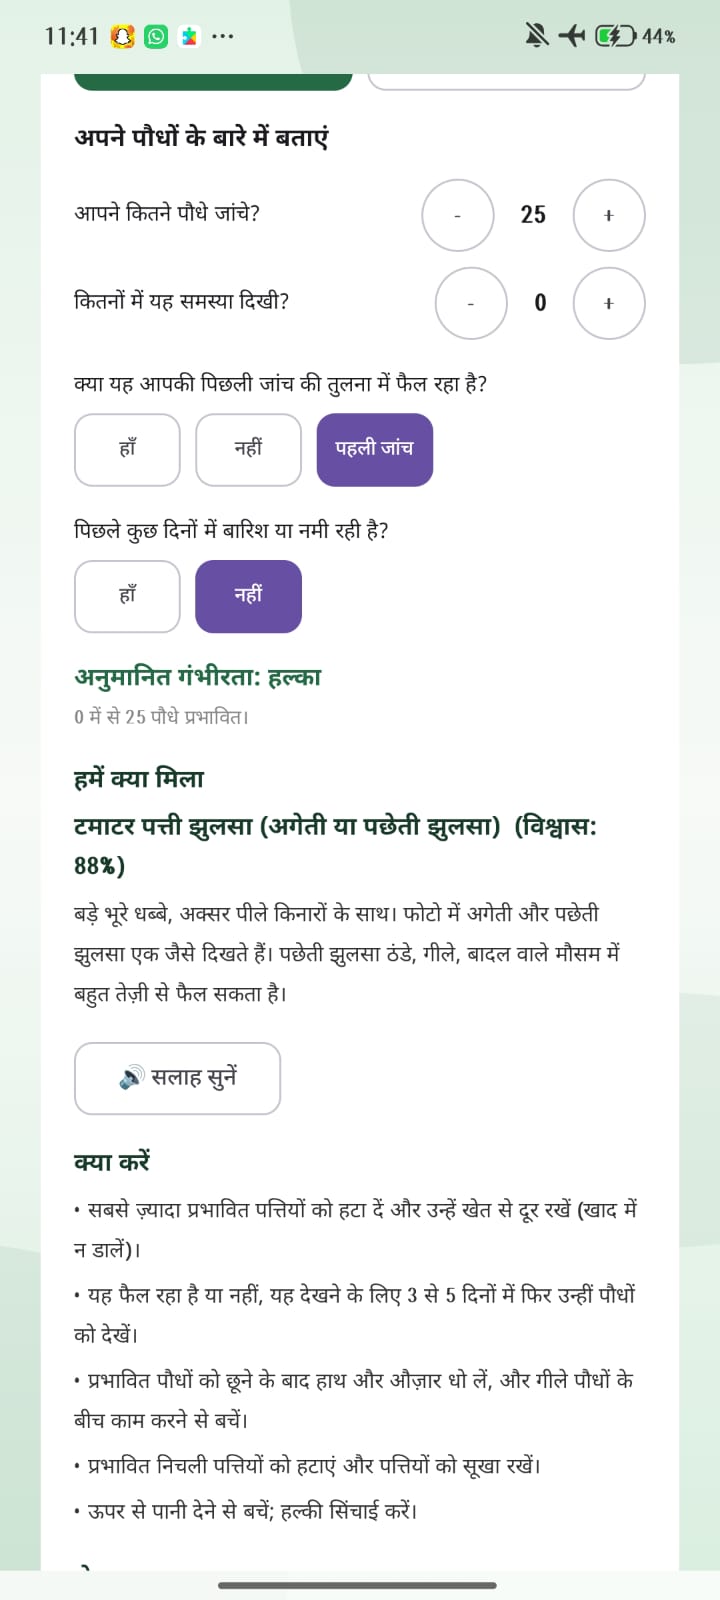 11:41 ... 44%
अपने पौधों के बारे में बताएं
आपने कितने पौधे जांचे? - 25 +
कितनों में यह समस्या दिखी? - 0 +
क्या यह आपकी पिछली जांच की तुलना में फैल रहा है?
हाँ नहीं पहली जांच
पिछले कुछ दिनों में बारिश या नमी रही है?
हाँ नहीं
अनुमानित गंभीरता: हल्का
0 में से 25 पौधे प्रभावित।
हमें क्या मिला
टमाटर पत्ती झुलसा (अगेती या पछेती झुलसा) (विश्वास:
88%)
बड़े भूरे धब्बे, अक्सर पीले किनारों के साथ। फोटो में अगेती और पछेती
झुलसा एक जैसे दिखते हैं। पछेती झुलसा ठंडे, गीले, बादल वाले मौसम में
बहुत तेज़ी से फैल सकता है।
सलाह सुनें
क्या करें
• सबसे ज़्यादा प्रभावित पत्तियों को हटा दें और उन्हें खेत से दूर रखें (खाद में
न डालें)।
• यह फैल रहा है या नहीं, यह देखने के लिए 3 से 5 दिनों में फिर उन्हीं पौधों
को देखें।
• प्रभावित पौधों को छूने के बाद हाथ और औज़ार धो लें, और गीले पौधों के
बीच काम करने से बचें।
• प्रभावित निचली पत्तियों को हटाएं और पत्तियों को सूखा रखें।
• ऊपर से पानी देने से बचें; हल्की सिंचाई करें।